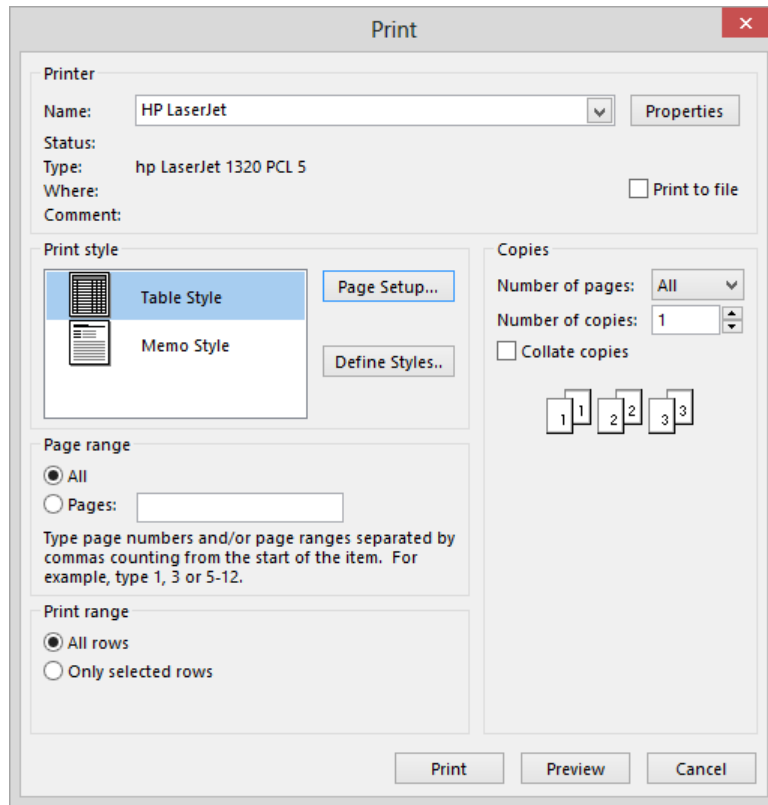 Print
Printer
Name: HP LaserJet Properties
Status:
Type: hp LaserJet 1320 PCL 5
Where: Print to file
Comment:
Print style
Table Style
Memo Style
Page Setup...
Define Styles..
Copies
Number of pages: All
Number of copies: 1
Collate copies
1 1 2 2 3 3
Page range
All
Pages:
Type page numbers and/or page ranges separated by
commas counting from the start of the item. For
example, type 1, 3 or 5-12.
Print range
All rows
Only selected rows
Print Preview Cancel